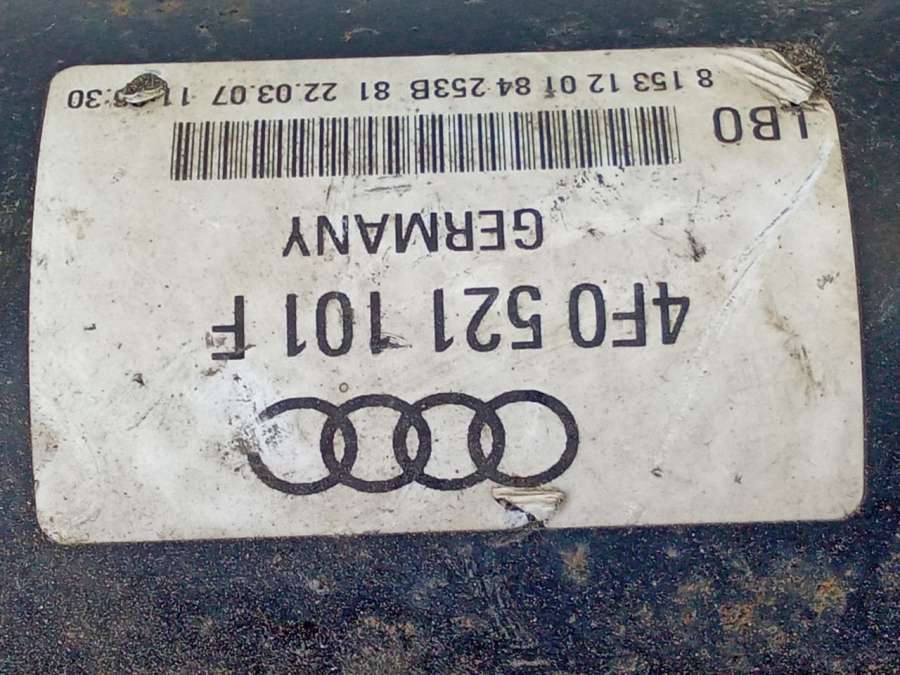 4F0 521 101 F
GERMANY
LBO
8 153 12 01 84 253B 81 22.03.07